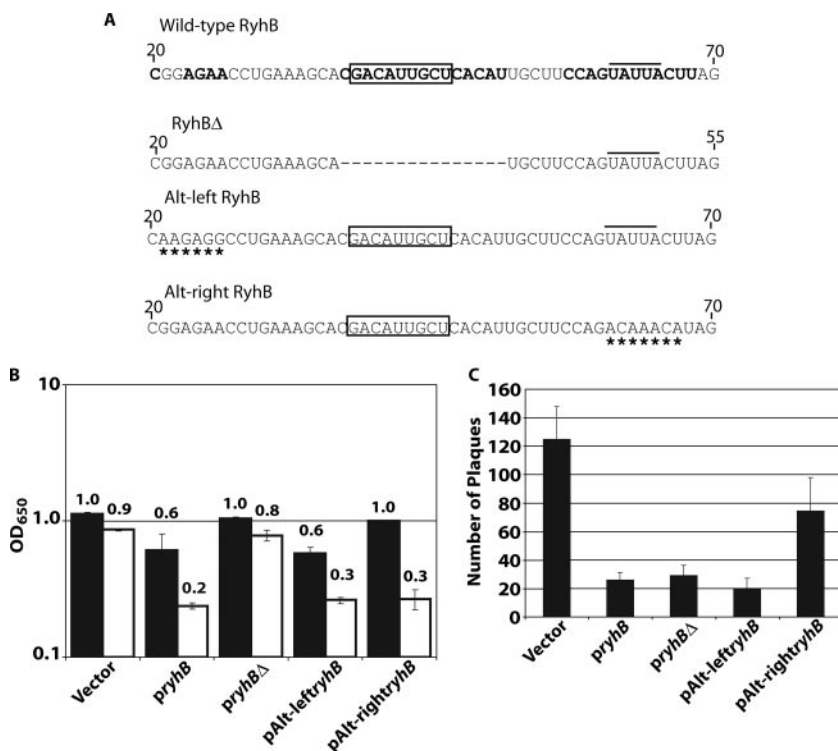 A
Wild-type RyhB
20 70
CGGAGAACCUGAAAGCACGACAUUGCUCACAUUGCUUCCAGUAUUACUUAG
RyhBΔ
20 55
CGGAGAACCUGAAAGCA----------------UGCUUCCAGUAUUACUUAG
Alt-left RyhB
20 70
CAAGAGGCCUGAAAGCACGACAUUGCUCACAUUGCUUCCAGUAUUACUUAG
******
Alt-right RyhB
20 70
CGGAGAACCUGAAAGCACGACAUUGCUCACAUUGCUUCCAGACAAACAUAG
*******
B
OD650
10
1.0
0.1
1.0 0.9 0.6 0.2 1.0 0.8 0.6 0.3 1.0 0.3
Vector
pryhB
pryhBΔ
pAlt-leftryhB
pAlt-rightryhB
C
Number of Plaques
160
140
120
100
80
60
40
20
0
Vector
pryhB
pryhBΔ
pAlt-leftryhB
pAlt-rightryhB